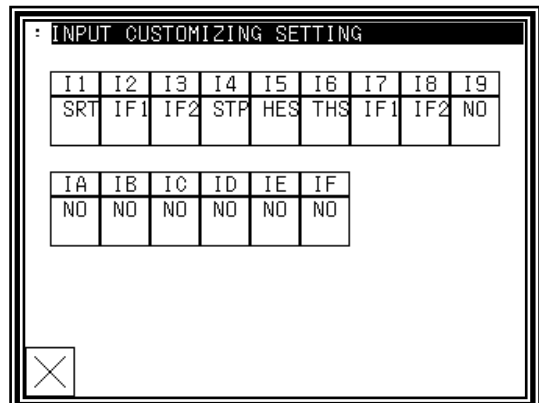 : INPUT CUSTOMIZING SETTING
I1 I2 I3 I4 I5 I6 I7 I8 I9
SRT IF1 IF2 STP HES THS IF1 IF2 NO
IA IB IC ID IE IF
NO NO NO NO NO NO